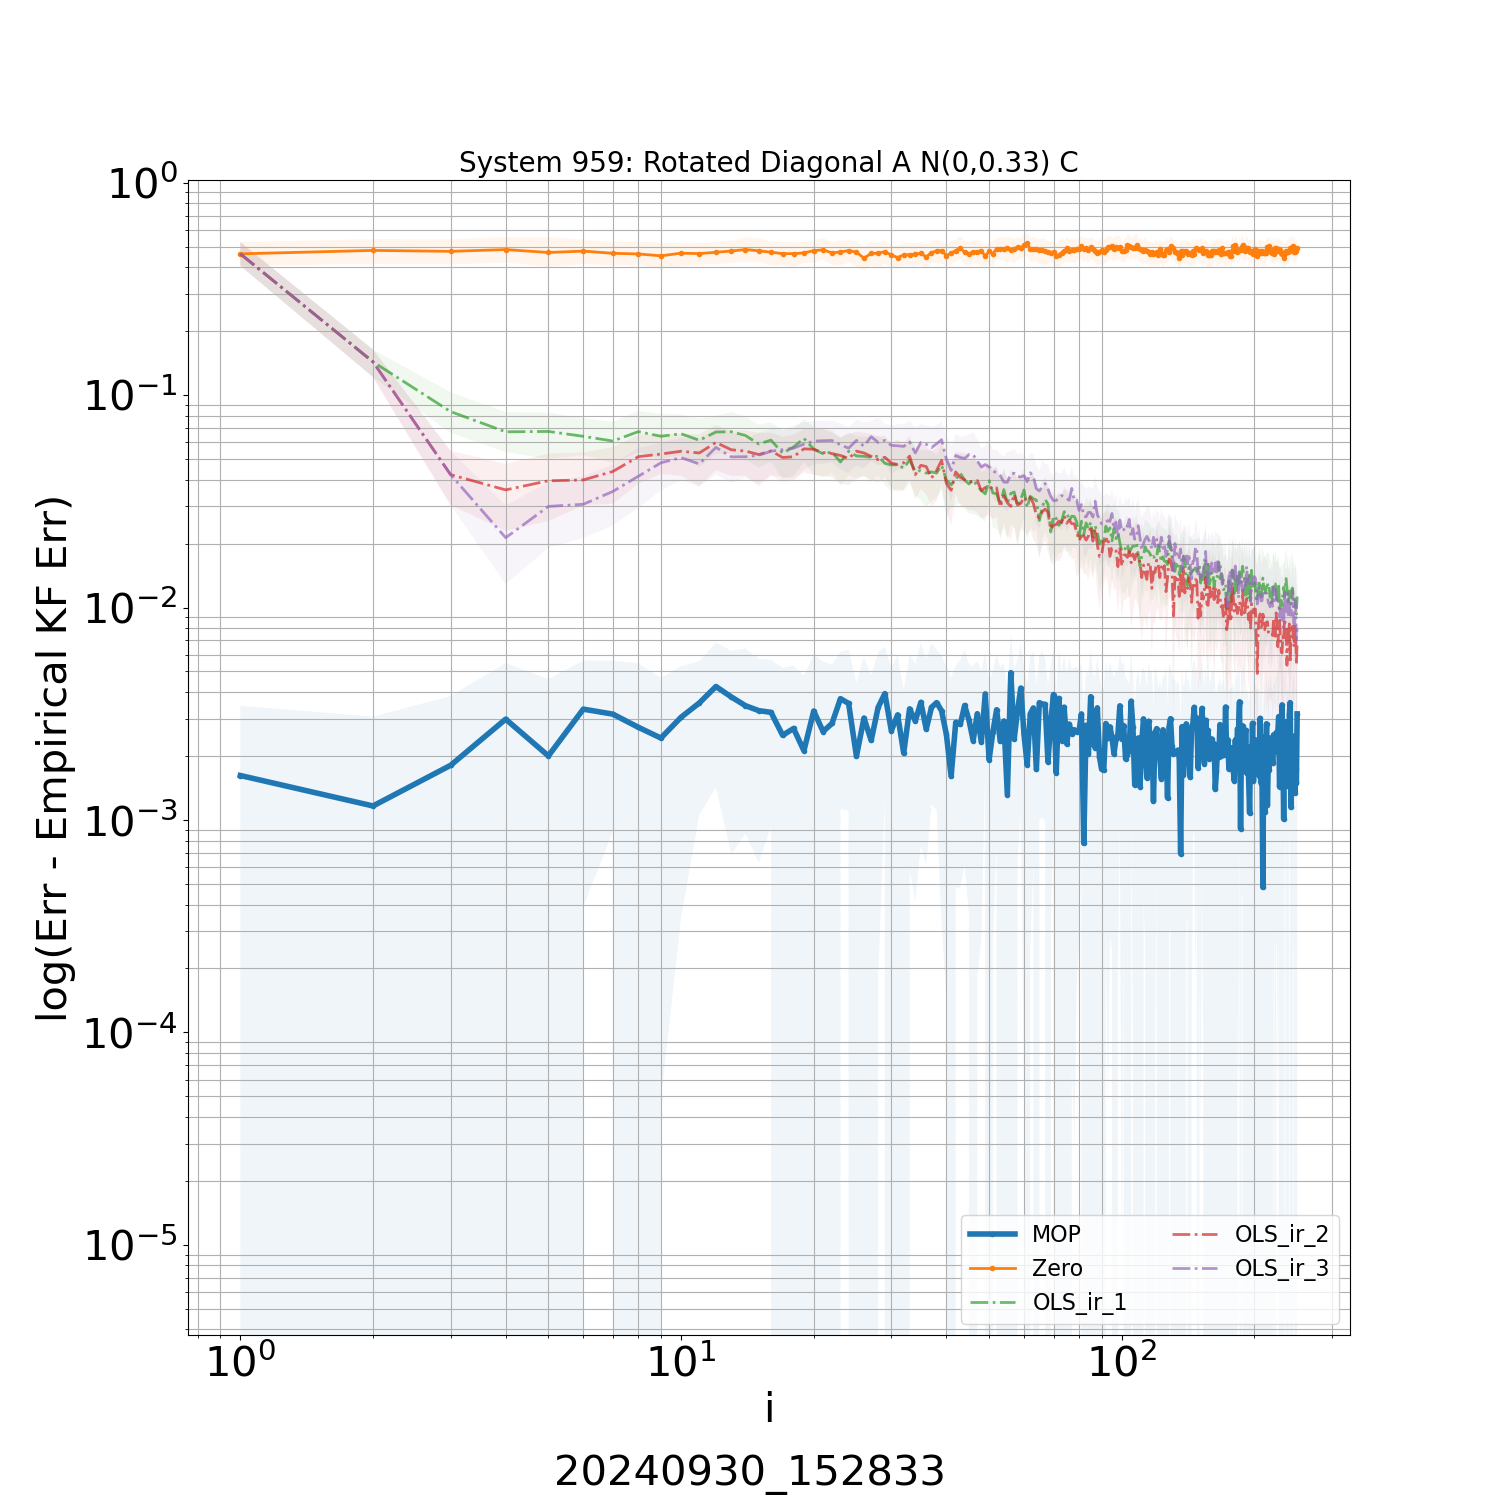 System 959: Rotated Diagonal A N(0,0.33) C
log(Err - Empirical KF Err)
10⁰
10⁻¹
10⁻²
10⁻³
10⁻⁴
10⁻⁵
MOP
Zero
OLS_ir_1
OLS_ir_2
OLS_ir_3
10⁰ 10¹ 10²
i
20240930_152833